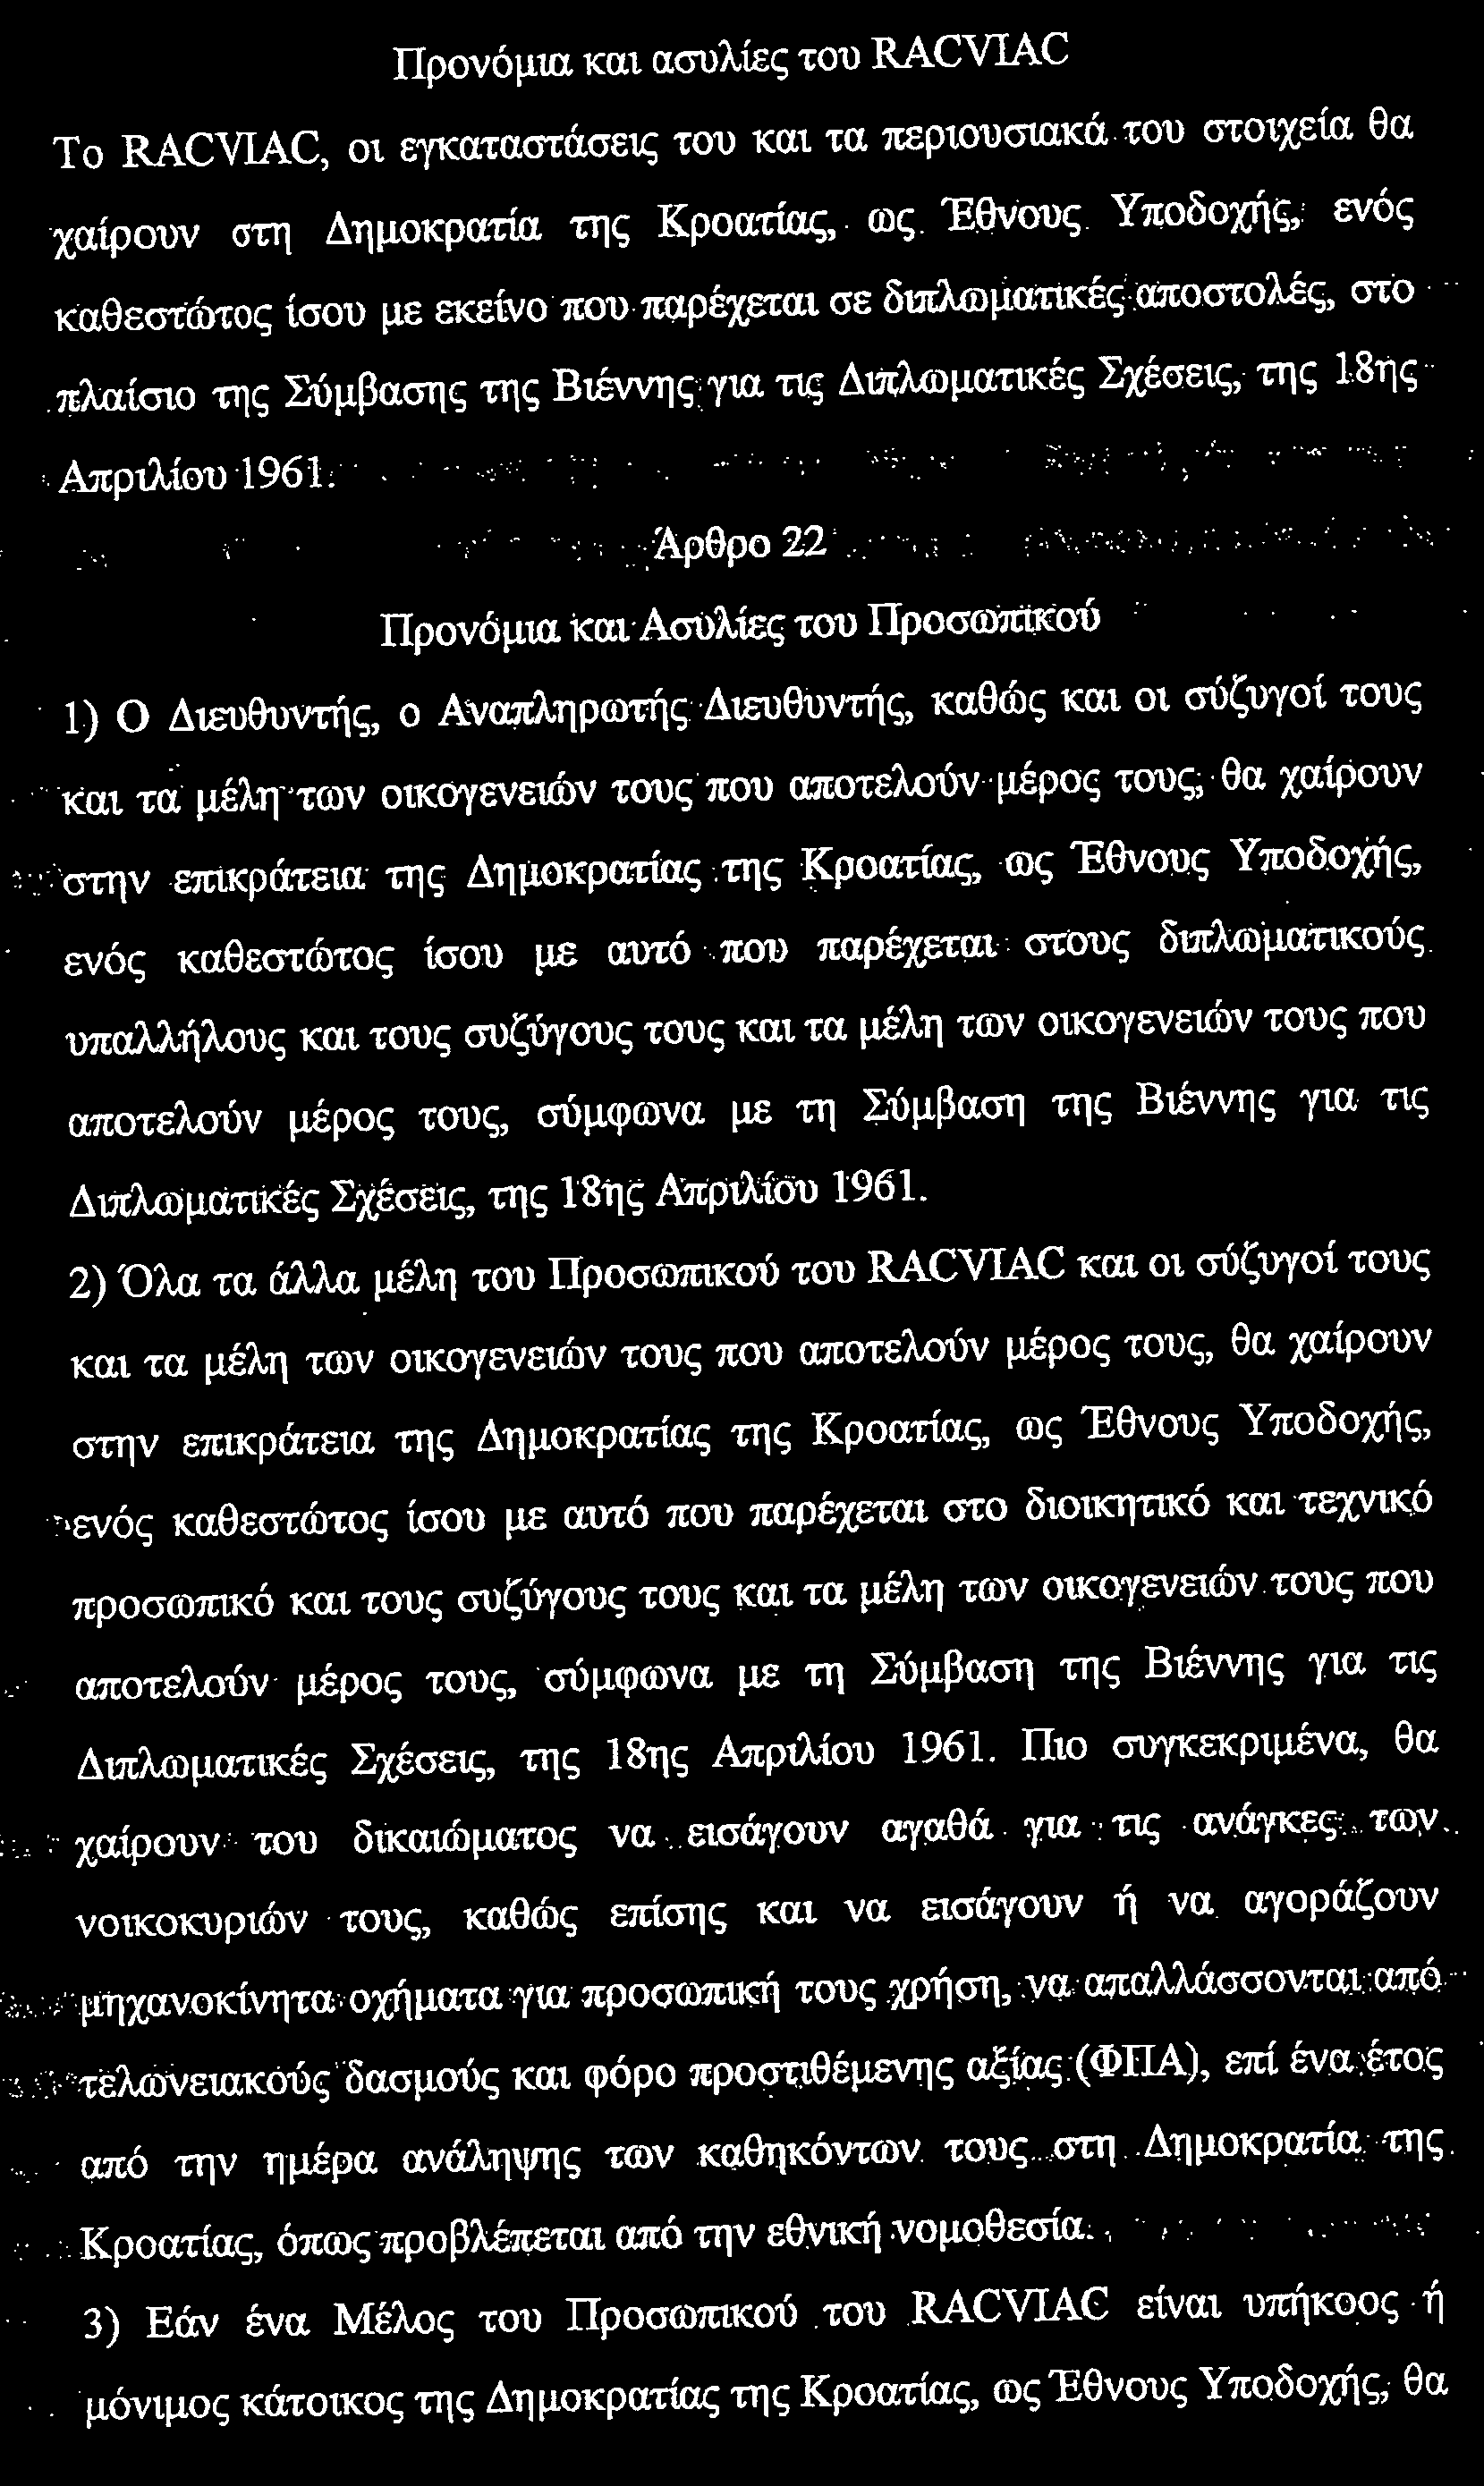 Προνόμια και ασυλίες του RACVIAC
Το RACVIAC, οι εγκαταστάσεις του και τα περιουσιακά του στοιχεία θα
χαίρουν στη Δημοκρατία της Κροατίας, ως Έθνους Υποδοχής, ενός
καθεστώτος ίσου με εκείνο που παρέχεται σε διπλωματικές αποστολές, στο
πλαίσιο της Σύμβασης της Βιέννης για τις Διπλωματικές Σχέσεις, της 18ης
Απριλίου 1961.
Άρθρο 22
Προνόμια και Ασυλίες του Προσωπικού
1) Ο Διευθυντής, ο Αναπληρωτής Διευθυντής, καθώς και οι σύζυγοί τους
και τα μέλη των οικογενειών τους που αποτελούν μέρος τους, θα χαίρουν
στην επικράτεια της Δημοκρατίας της Κροατίας, ως Έθνους Υποδοχής,
ενός καθεστώτος ίσου με αυτό που παρέχεται στους διπλωματικούς
υπαλλήλους και τους συζύγους τους και τα μέλη των οικογενειών τους που
αποτελούν μέρος τους, σύμφωνα με τη Σύμβαση της Βιέννης για τις
Διπλωματικές Σχέσεις, της 18ης Απριλίου 1961.
2) Όλα τα άλλα μέλη του Προσωπικού του RACVIAC και οι σύζυγοί τους
και τα μέλη των οικογενειών τους που αποτελούν μέρος τους, θα χαίρουν
στην επικράτεια της Δημοκρατίας της Κροατίας, ως Έθνους Υποδοχής,
ενός καθεστώτος ίσου με αυτό που παρέχεται στο διοικητικό και τεχνικό
προσωπικό και τους συζύγους τους και τα μέλη των οικογενειών τους που
αποτελούν μέρος τους, σύμφωνα με τη Σύμβαση της Βιέννης για τις
Διπλωματικές Σχέσεις, της 18ης Απριλίου 1961. Πιο συγκεκριμένα, θα
χαίρουν του δικαιώματος να εισάγουν αγαθά για τις ανάγκες των
νοικοκυριών τους, καθώς επίσης και να εισάγουν ή να αγοράζουν
μηχανοκίνητα οχήματα για προσωπική τους χρήση, να απαλλάσσονται από
τελωνειακούς δασμούς και φόρο προστιθέμενης αξίας (ΦΠΑ), επί ένα έτος
από την ημέρα ανάληψης των καθηκόντων τους στη Δημοκρατία της
Κροατίας, όπως προβλέπεται από την εθνική νομοθεσία.
3) Εάν ένα Μέλος του Προσωπικού του RACVIAC είναι υπήκοος ή
μόνιμος κάτοικος της Δημοκρατίας της Κροατίας, ως Έθνους Υποδοχής, θα